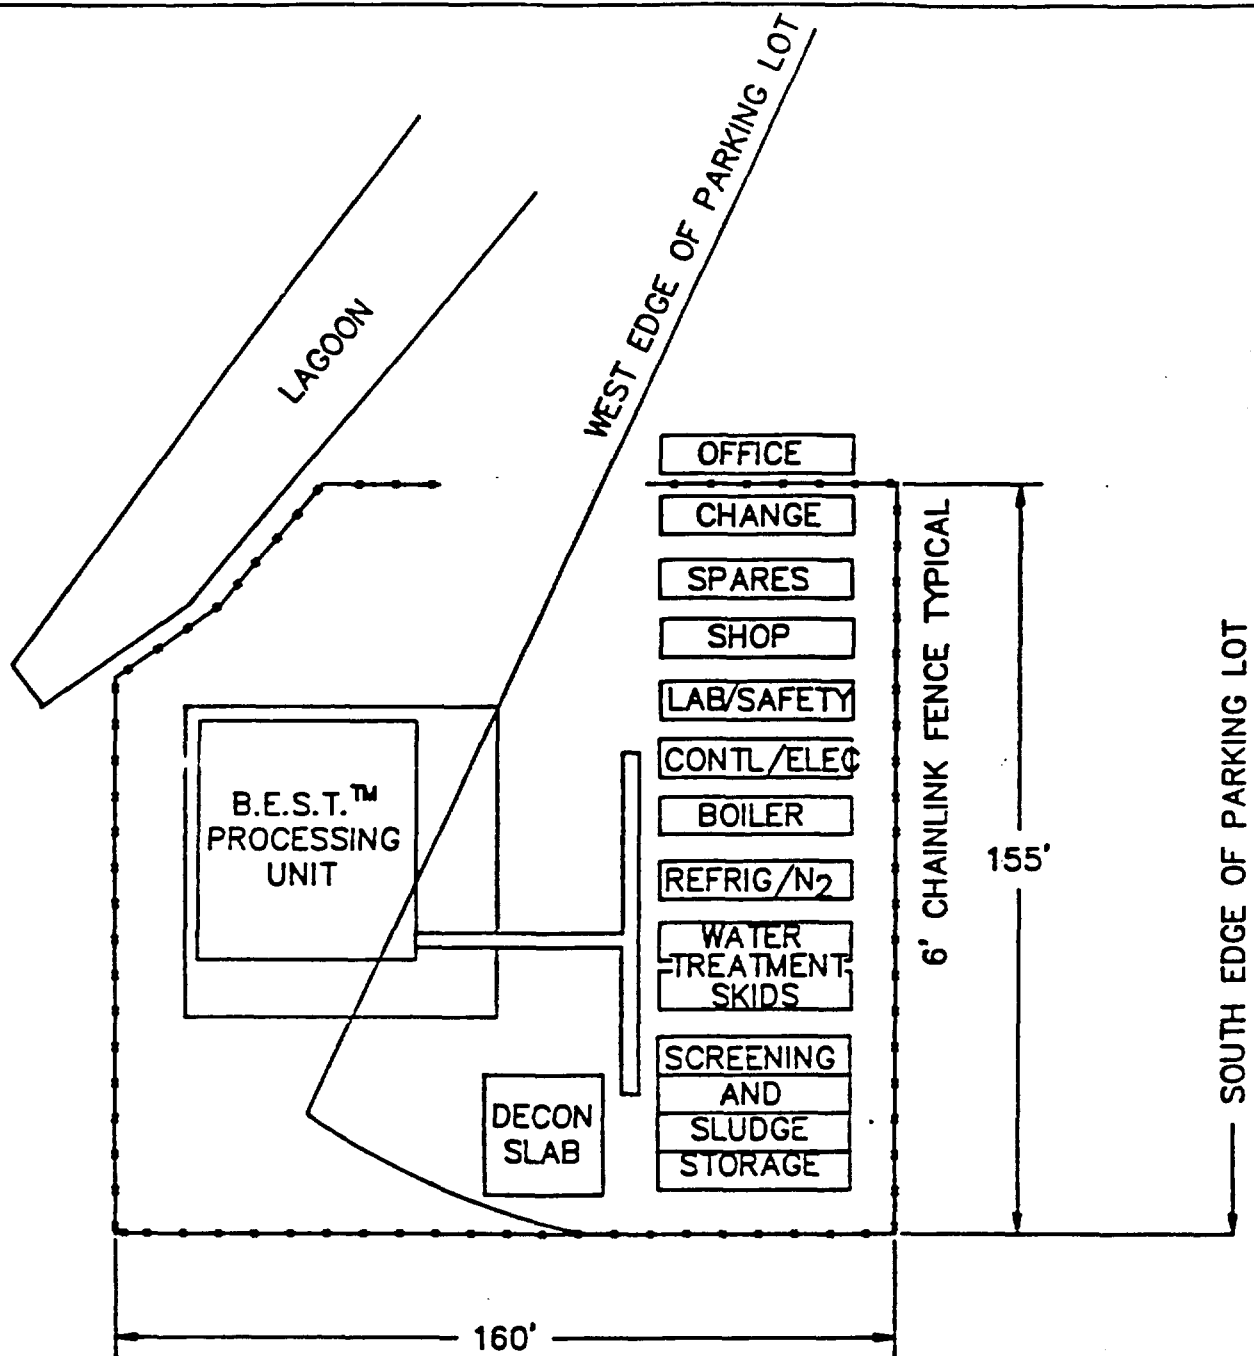 WEST EDGE OF PARKING LOT
LAGOON
OFFICE
CHANGE
SPARES
SHOP
LAB/SAFETY
CONTL/ELEC
BOILER
REFRIG/N2
WATER
TREATMENT
SKIDS
SCREENING
AND
SLUDGE
STORAGE
B.E.S.T.™
PROCESSING
UNIT
DECON
SLAB
6' CHAINLINK FENCE TYPICAL
155'
SOUTH EDGE OF PARKING LOT
160'